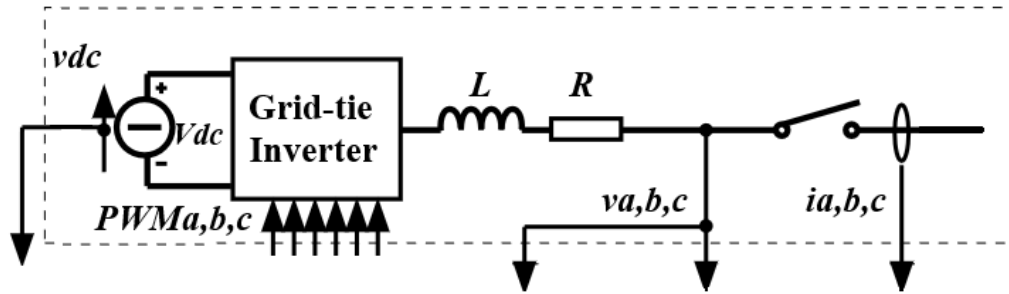 vdc
+
Vdc
-
Grid-tie
Inverter
L
R
PWMa,b,c
va,b,c
ia,b,c